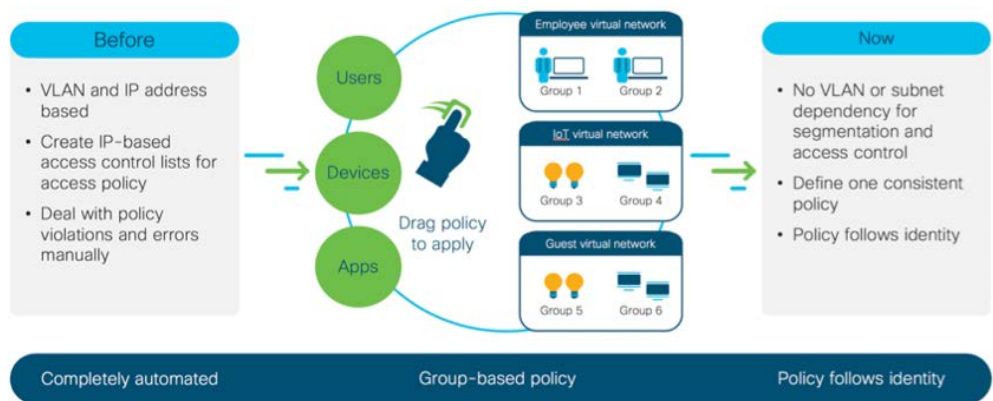 Before
• VLAN and IP address
based
• Create IP-based
access control lists for
access policy
• Deal with policy
violations and errors
manually
Users
Devices
Apps
Drag policy
to apply
Employee virtual network
Group 1 Group 2
IoT virtual network
Group 3 Group 4
Guest virtual network
Group 5 Group 6
Now
• No VLAN or subnet
dependency for
segmentation and
access control
• Define one consistent
policy
• Policy follows identity
Completely automated Group-based policy Policy follows identity